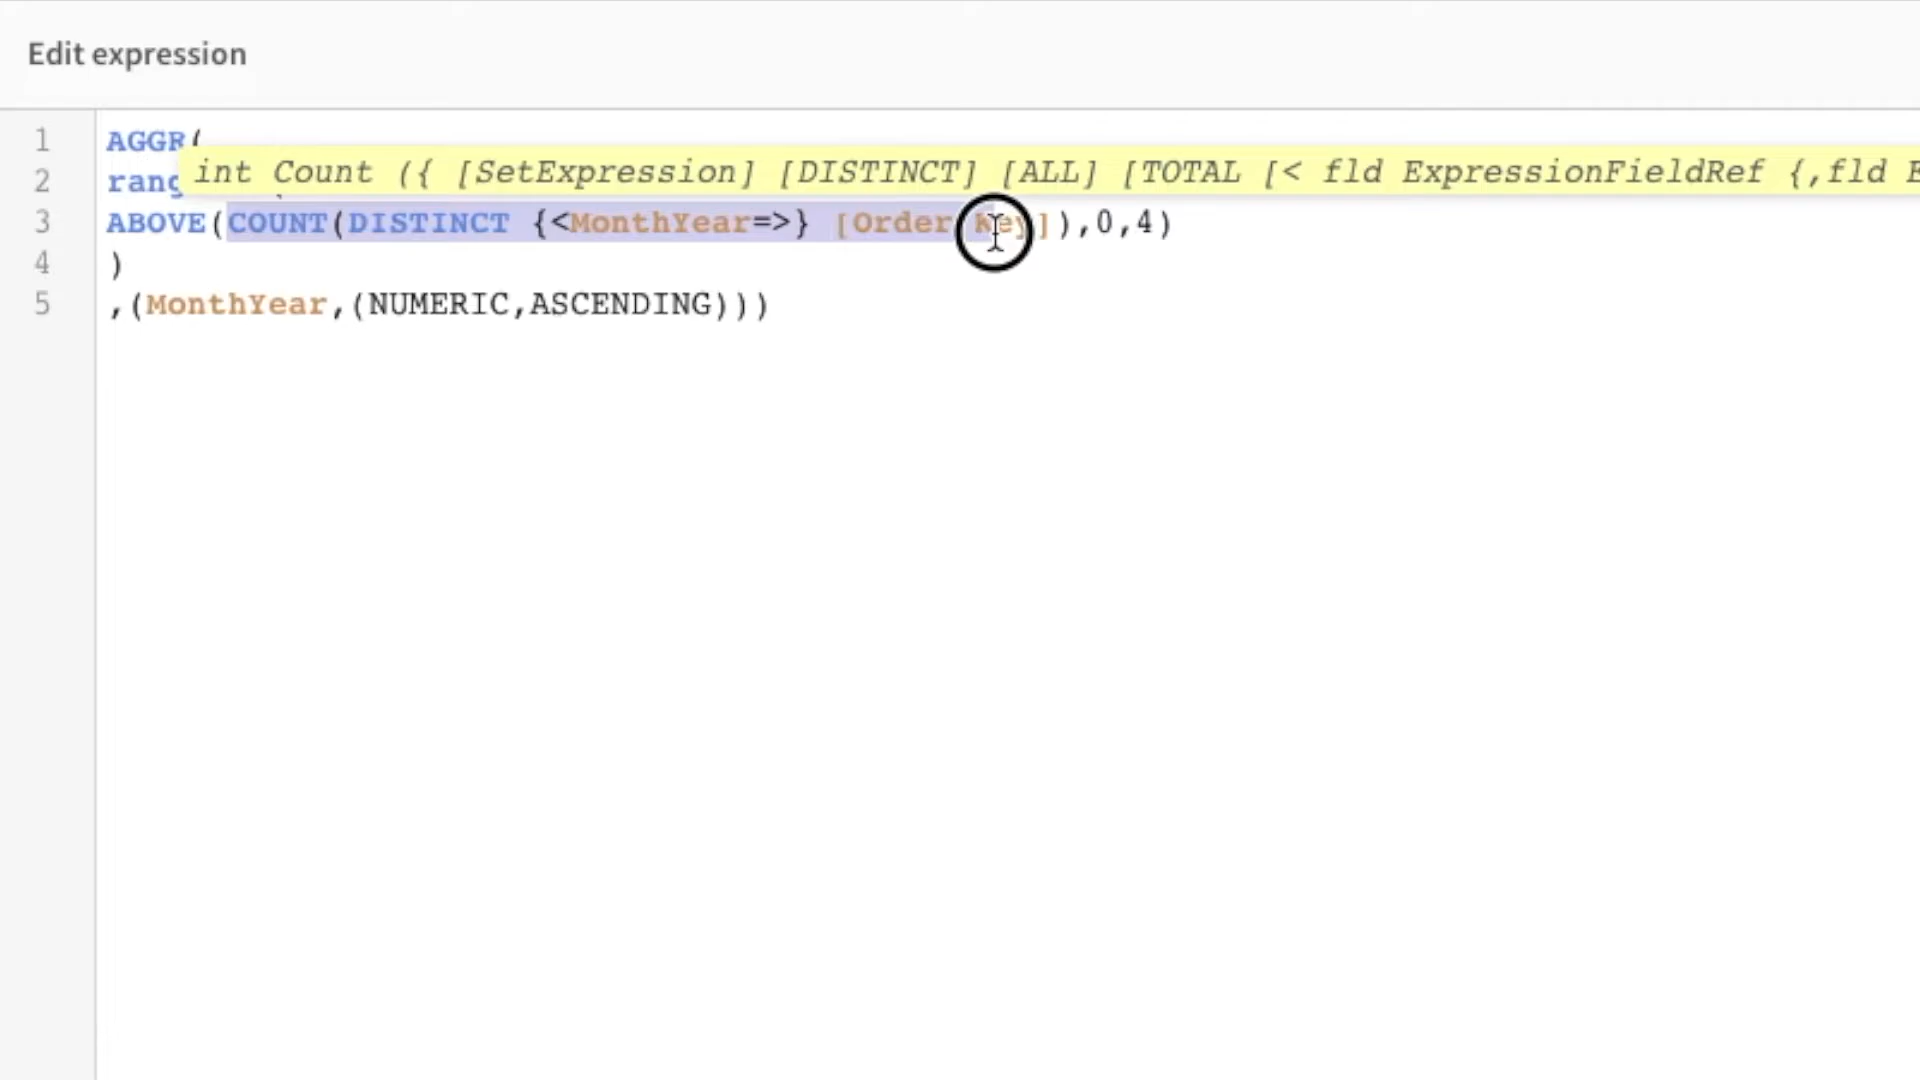 Edit expression
1 AGGR(
int Count ({ [SetExpression] [DISTINCT] [ALL] [TOTAL [< fld ExpressionFieldRef {,fld E
2 rang
3 ABOVE(COUNT(DISTINCT {<MonthYear=>} [Order Key]),0,4)
4 )
5 ,(MonthYear,(NUMERIC,ASCENDING)))